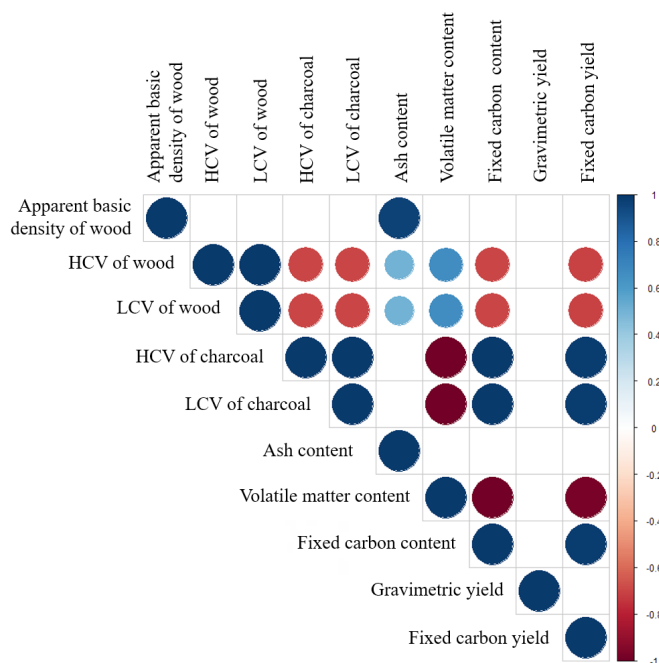 Apparent basic
density of wood
HCV of wood
LCV of wood
HCV of charcoal
LCV of charcoal
Ash content
Volatile matter content
Fixed carbon content
Gravimetric yield
Fixed carbon yield
Apparent basic
density of wood
HCV of wood
LCV of wood
HCV of charcoal
LCV of charcoal
Ash content
Volatile matter content
Fixed carbon content
Gravimetric yield
Fixed carbon yield
1
0.8
0.6
0.4
0.2
0
-0.2
-0.4
-0.6
-0.8
-1